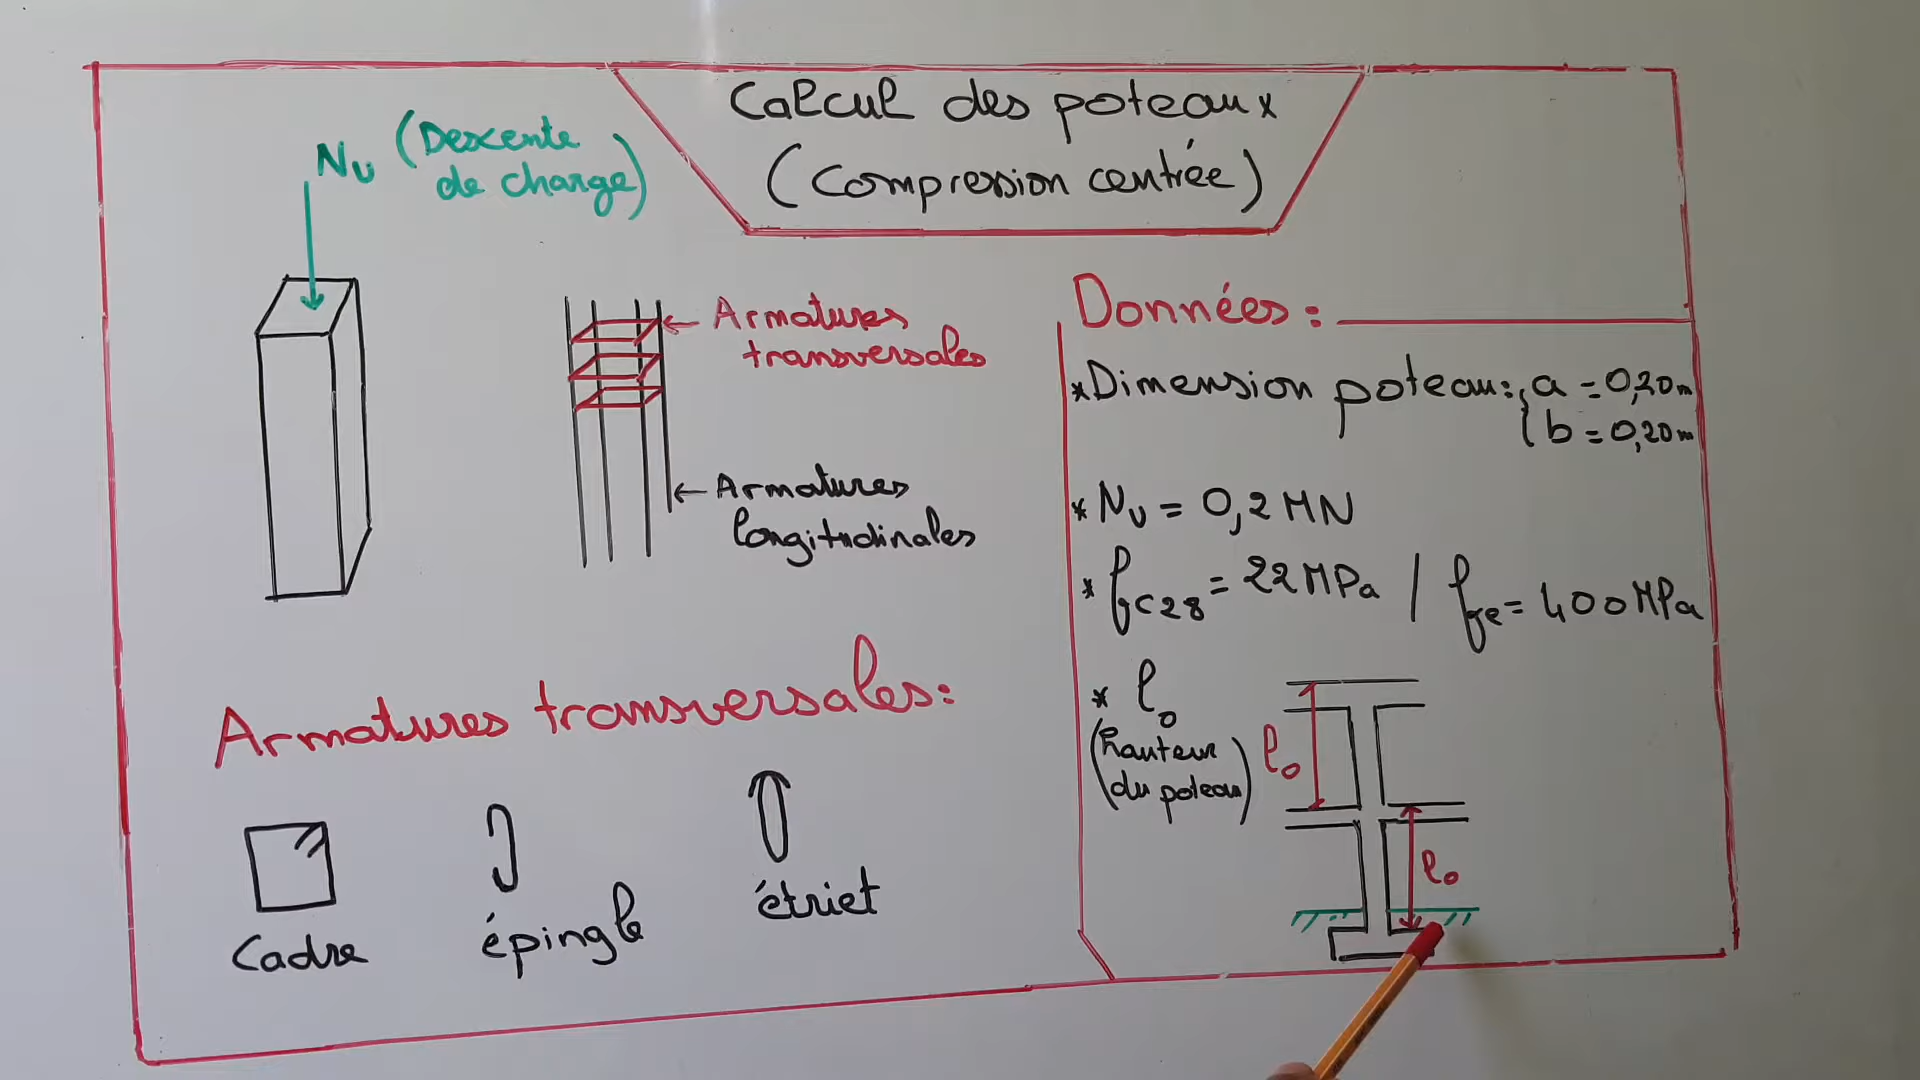 Calcul des poteaux
(Compression centrée)
Nu (Descente
de charge)
Armatures
transversales
Armatures
longitudinales
Armatures transversales:
Cadre
épingle
étriet
Données:
*Dimension poteau: { a = 0,20m
b = 0,20m
* Nu = 0,2 MN
* fc28 = 22 MPa / fe = 400 MPa
* l0
(hauteur
du poteau)
l0
l0